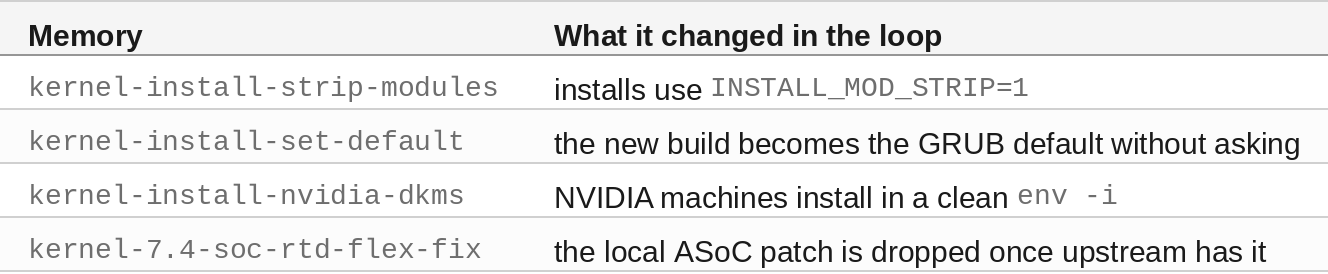 Memory What it changed in the loop
kernel-install-strip-modules installs use INSTALL_MOD_STRIP=1
kernel-install-set-default the new build becomes the GRUB default without asking
kernel-install-nvidia-dkms NVIDIA machines install in a clean env -i
kernel-7.4-soc-rtd-flex-fix the local ASoC patch is dropped once upstream has it